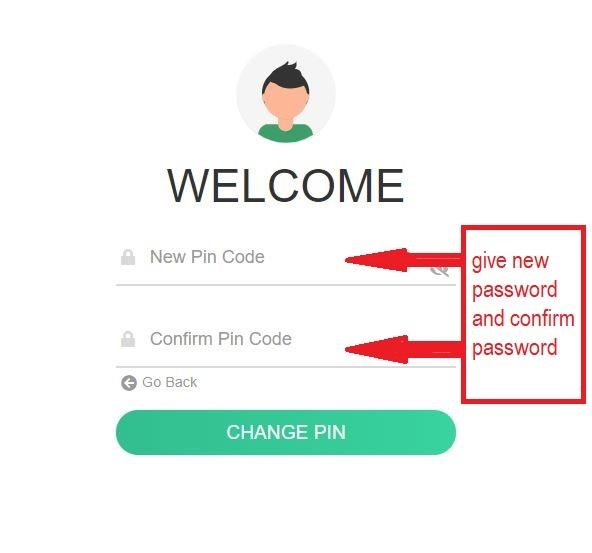 WELCOME
New Pin Code
Confirm Pin Code
Go Back
CHANGE PIN
give new
password
and confirm
password